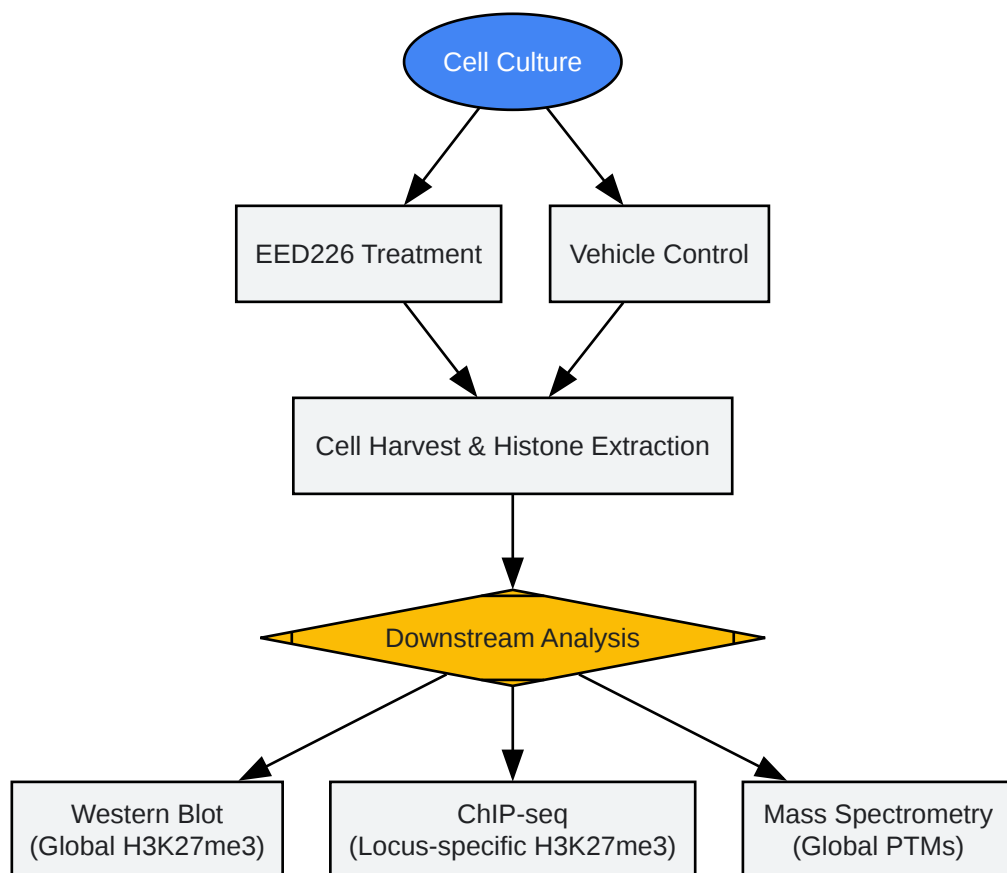 Cell Culture
EED226 Treatment
Vehicle Control
Cell Harvest & Histone Extraction
Downstream Analysis
Western Blot
(Global H3K27me3)
ChIP-seq
(Locus-specific H3K27me3)
Mass Spectrometry
(Global PTMs)